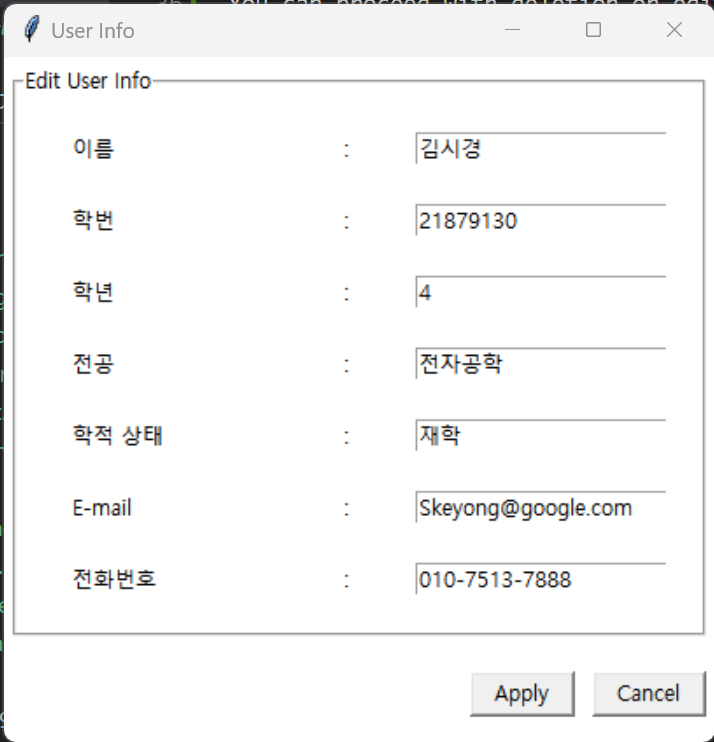 User Info
Edit User Info
이름 : 김시경
학번 : 21879130
학년 : 4
전공 : 전자공학
학적 상태 : 재학
E-mail : Skeyong@google.com
전화번호 : 010-7513-7888
Apply Cancel